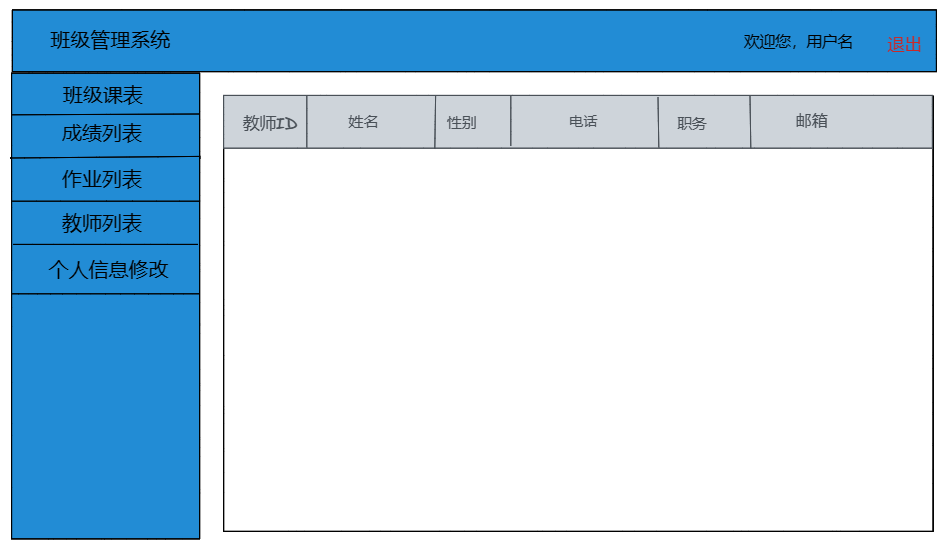 班级管理系统
欢迎您，用户名 退出
班级课表
成绩列表
作业列表
教师列表
个人信息修改
教师ID 姓名 性别 电话 职务 邮箱